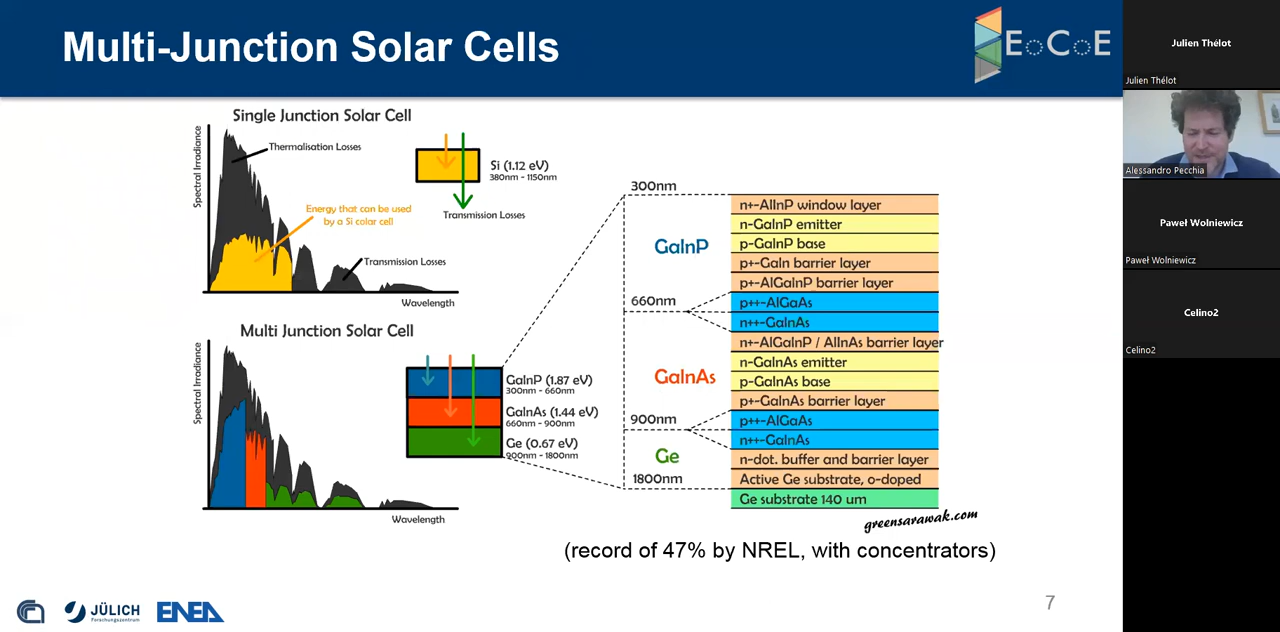 Multi-Junction Solar Cells
EoCoE
Single Junction Solar Cell
Spectral Irradiance
Thermalisation Losses
Si (1.12 eV)
380nm - 1150nm
Transmission Losses
Energy that can be used
by a Si colar cell
Transmission Losses
Wavelength
Multi Junction Solar Cell
Spectral Irradiance
GaInP (1.87 eV)
300nm - 660nm
GaInAs (1.44 eV)
660nm - 900nm
Ge (0.67 eV)
900nm - 1800nm
Wavelength
300nm
GaInP
660nm
GaInAs
900nm
Ge
1800nm
n+-AlInP window layer
n-GaInP emitter
p-GaInP base
p+-GaIn barrier layer
p+-AlGaInP barrier layer
p++-AlGaAs
n++-GaInAs
n+-AlGaInP / AlInAs barrier layer
n-GaInAs emitter
p-GaInAs base
p+-GaInAs barrier layer
p++-AlGaAs
n++-GaInAs
n-dot. buffer and barrier layer
Active Ge substrate, o-doped
Ge substrate 140 um
greensarawak.com
(record of 47% by NREL, with concentrators)
JÜLICH
Forschungszentrum
ENEA
7
Julien Thélot
Julien Thélot
Alessandro Pecchia
Paweł Wolniewicz
Paweł Wolniewicz
Celino2
Celino2